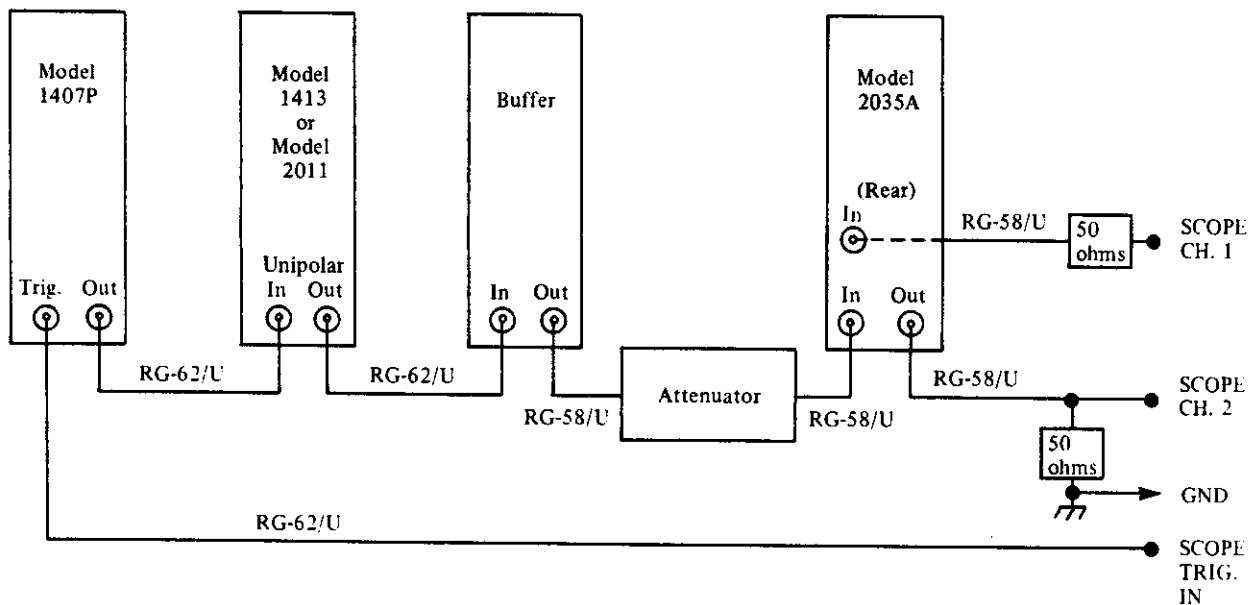 Model
1407P
Trig. Out
Model
1413
or
Model
2011
Unipolar
In Out
Buffer
In Out
Model
2035A
(Rear)
In
In Out
RG-58/U
50
ohms
SCOPE
CH. 1
RG-62/U
RG-62/U
RG-58/U
Attenuator
RG-58/U
RG-58/U
SCOPE
CH. 2
50
ohms
GND
RG-62/U
SCOPE
TRIG.
IN